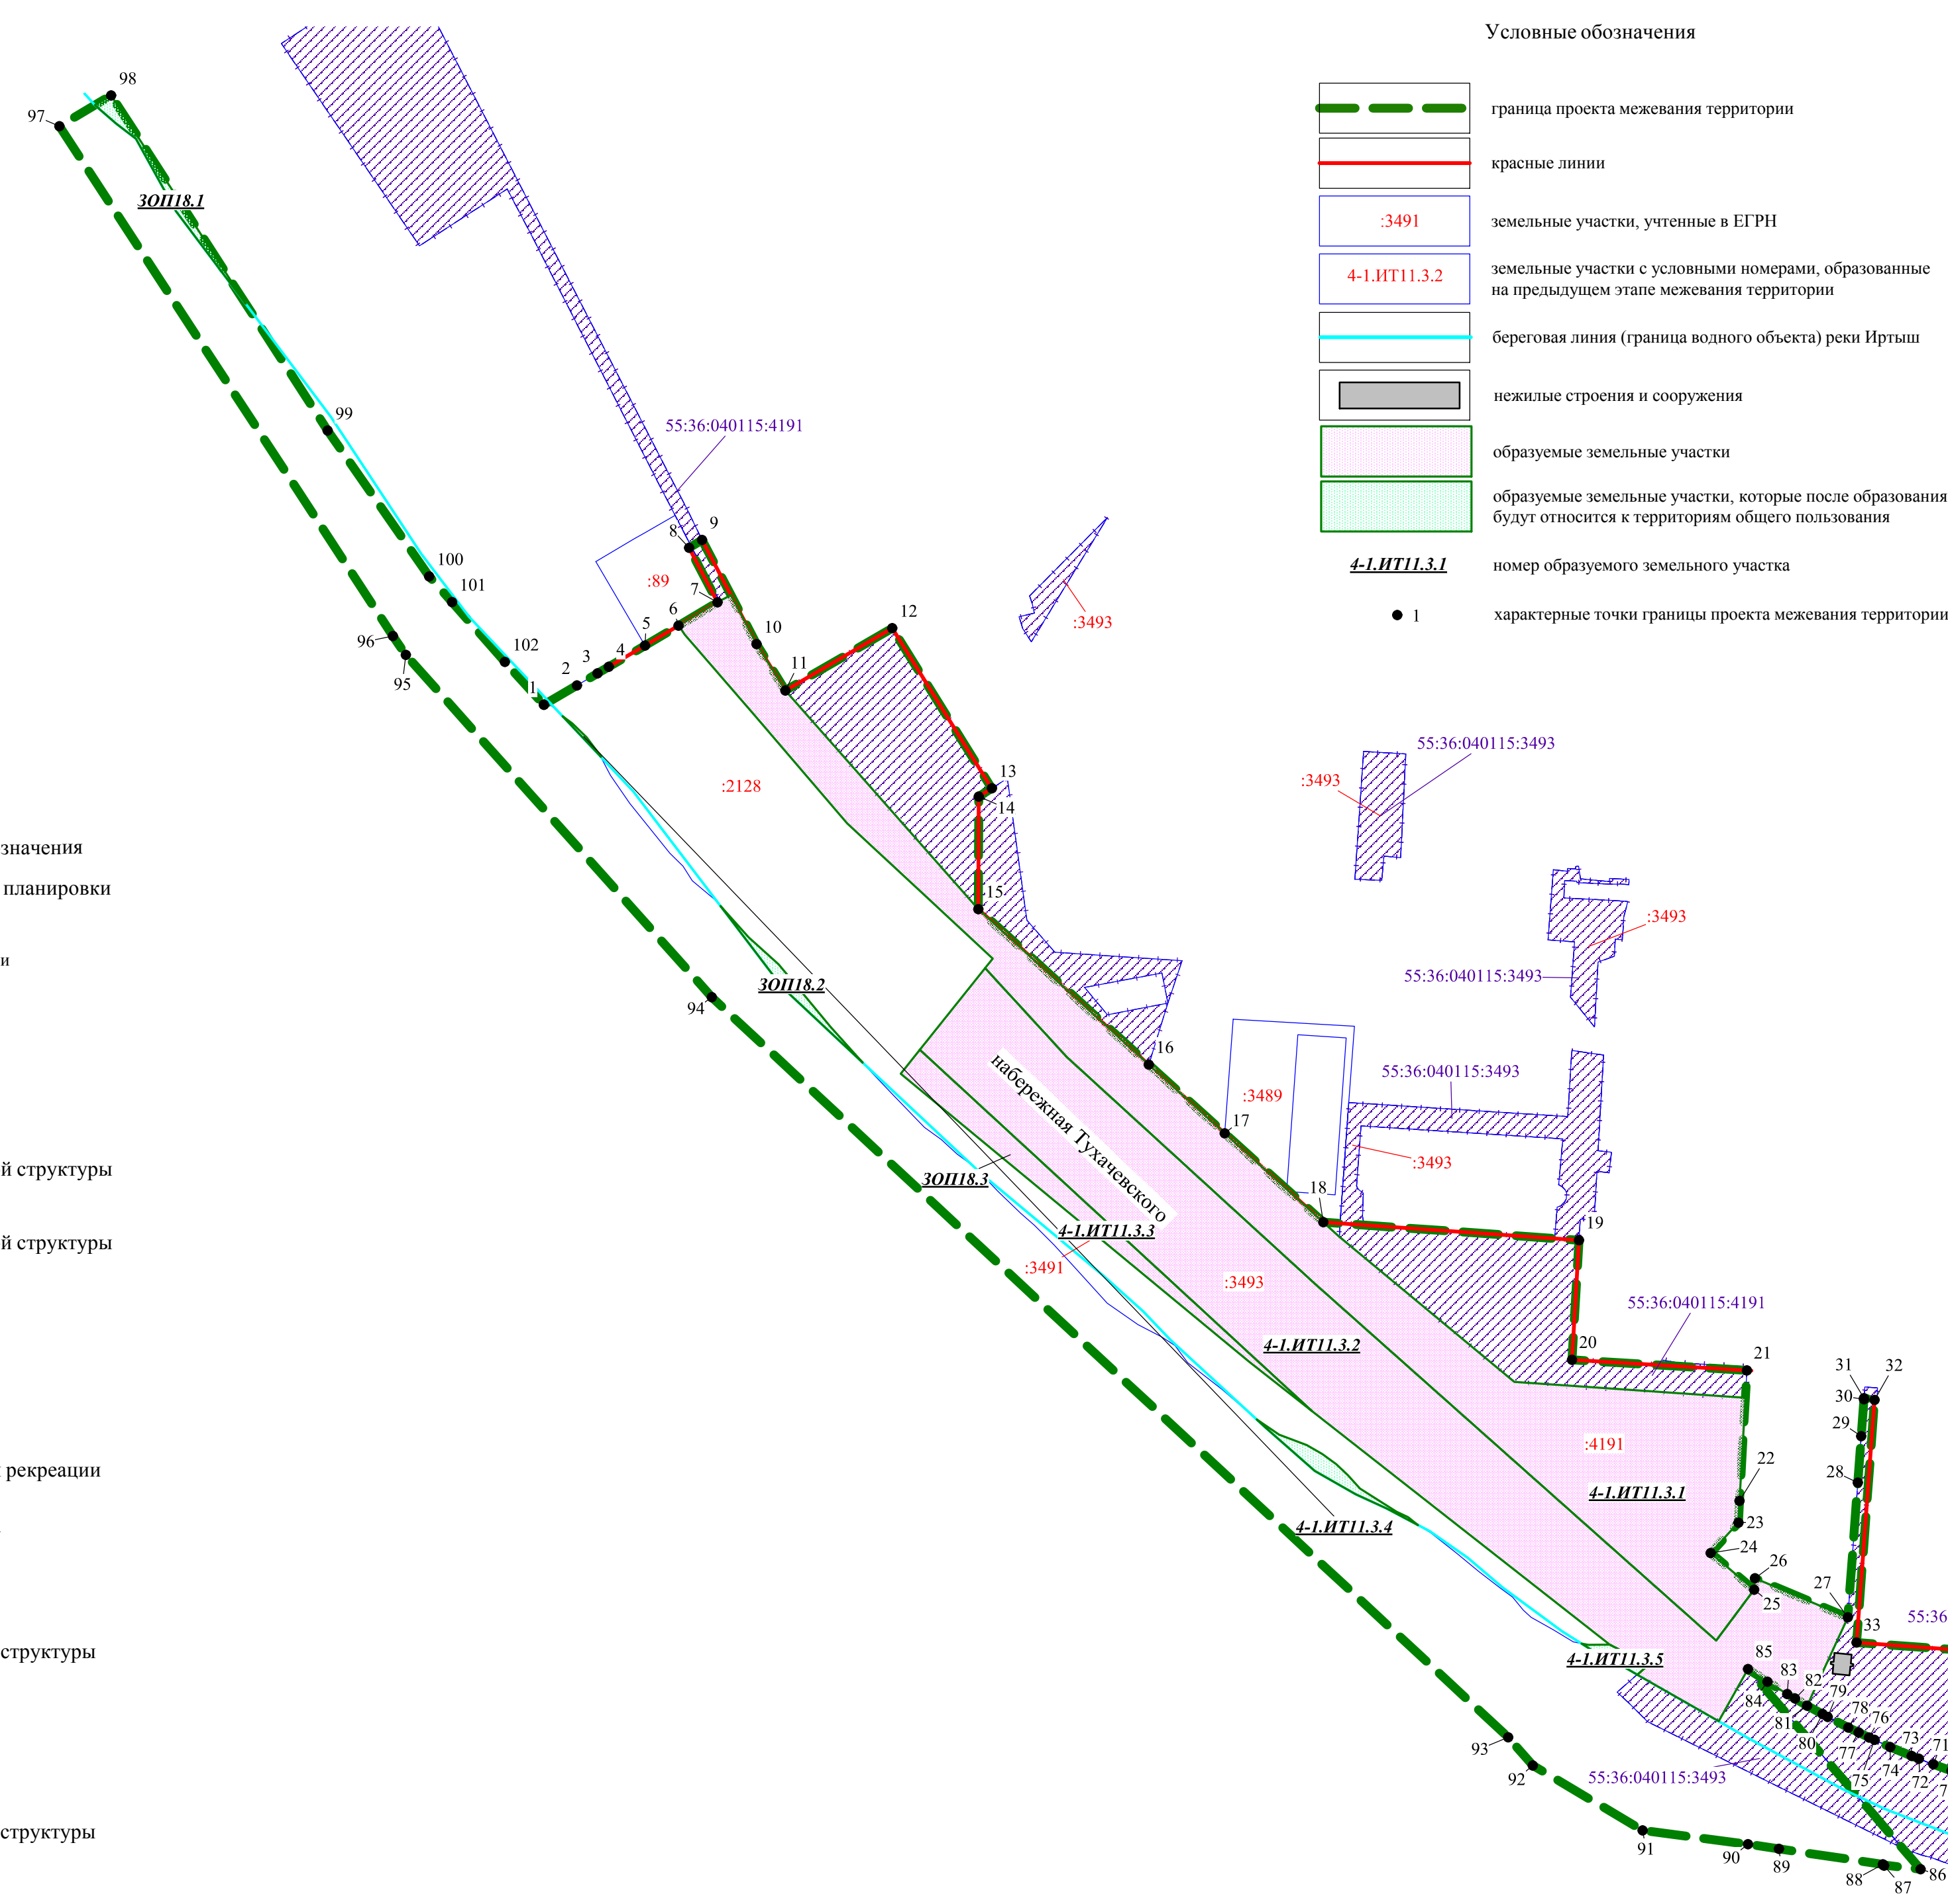 Условные обозначения
граница проекта межевания территории
красные линии
:3491
земельные участки, учтенные в ЕГРН
4-1.ИТ11.3.2
земельные участки с условными номерами, образованные
на предыдущем этапе межевания территории
береговая линия (граница водного объекта) реки Иртыш
нежилые строения и сооружения
образуемые земельные участки
образуемые земельные участки, которые после образования
будут относится к территориям общего пользования
4-1.ИТ11.3.1
номер образуемого земельного участка
1
характерные точки границы проекта межевания территории
98
97
ЗОП18.1
99
55:36:040115:4191
9
8
100
:89
101
7
6
5
12
:3493
10
96
4
95
102
3
2
11
1
55:36:040115:3493
:3493
13
14
:2128
значения
планировки
15
:3493
и
55:36:040115:3493
ЗОП18.2
94
16
набережная Тухачевского
55:36:040115:3493
:3489
17
:3493
й структуры
ЗОП18.3
18
4-1.ИТ11.3.3
19
й структуры
:3491
:3493
55:36:040115:4191
4-1.ИТ11.3.2
20
21
31
32
30
29
:4191
рекреации
28
22
4-1.ИТ11.3.1
23
4-1.ИТ11.3.4
24
26
25
27
55:36
33
структуры
4-1.ИТ11.3.5
85
84
83
82
79
81
78
76
80
77
73
71
93
75
74
72
7
92
55:36:040115:3493
структуры
91
90
89
88
87
86